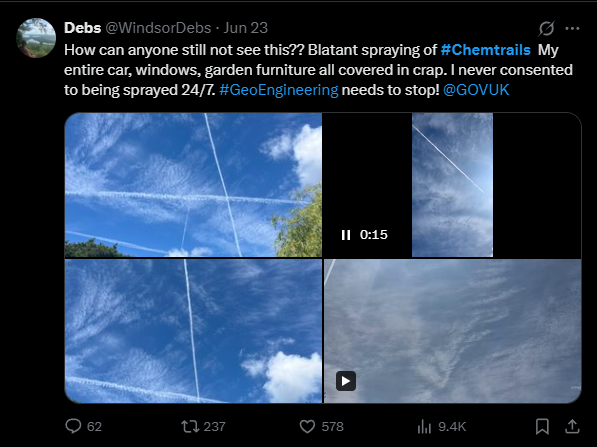 Debs @WindsorDebs · Jun 23
How can anyone still not see this?? Blatant spraying of #Chemtrails My
entire car, windows, garden furniture all covered in crap. I never consented
to being sprayed 24/7. #GeoEngineering needs to stop! @GOVUK
0:15
62 237 578 9.4K